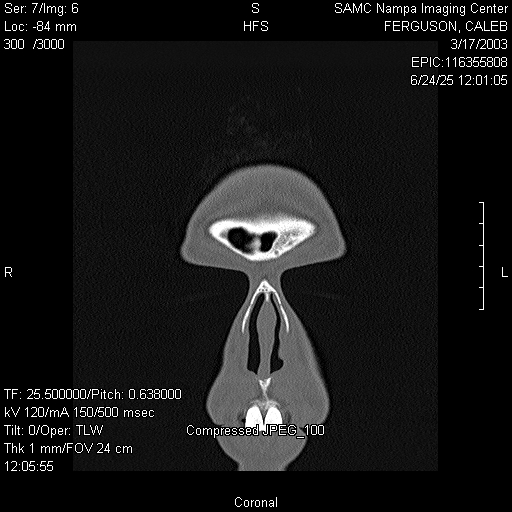 Ser: 7/Img: 6
Loc: -84 mm
300 /3000
S
HFS
SAMC Nampa Imaging Center
FERGUSON, CALEB
3/17/2003
EPIC:116355808
6/24/25 12:01:05
R
L
TF: 25.500000/Pitch: 0.638000
kV 120/mA 150/500 msec
Tilt: 0/Oper: TLW
Thk 1 mm/FOV 24 cm
12:05:55
Compressed JPEG_100
Coronal